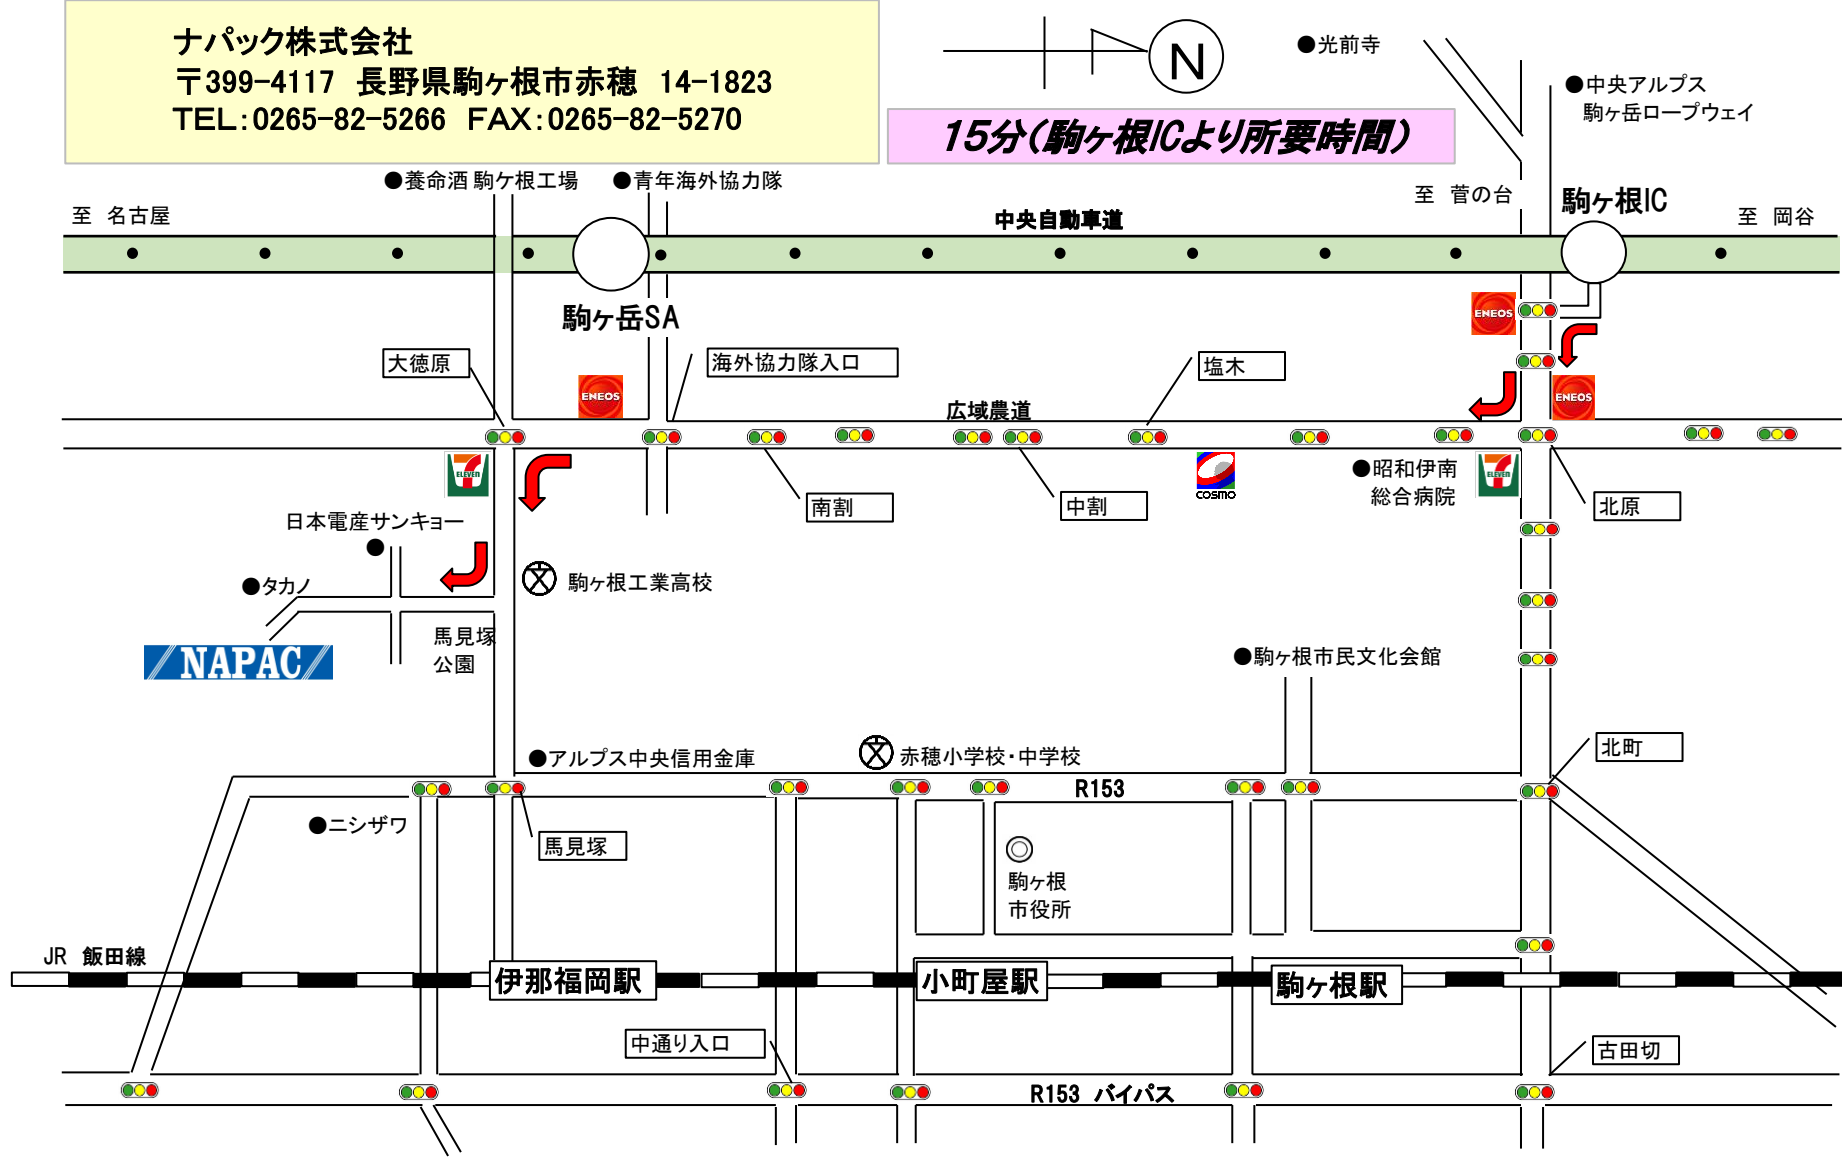 ナパック株式会社
〒399-4117 長野県駒ヶ根市赤穂 14-1823
TEL:0265-82-5266 FAX:0265-82-5270
N
●光前寺
●中央アルプス
駒ヶ岳ロープウェイ
15分(駒ヶ根ICより所要時間)
●養命酒 駒ケ根工場
●青年海外協力隊
至 菅の台
駒ヶ根IC
至 名古屋
中央自動車道
至 岡谷
駒ヶ岳SA
ENEOS
大徳原
海外協力隊入口
塩木
ENEOS
ENEOS
広域農道
ELEVEN
COSMO
●昭和伊南
総合病院
ELEVEN
南割
中割
北原
日本電産サンキョー
●タカノ
駒ヶ根工業高校
NAPAC
馬見塚
公園
●駒ヶ根市民文化会館
●アルプス中央信用金庫
赤穂小学校・中学校
北町
R153
●ニシザワ
馬見塚
駒ヶ根
市役所
JR 飯田線
伊那福岡駅
小町屋駅
駒ヶ根駅
中通り入口
古田切
R153 バイパス